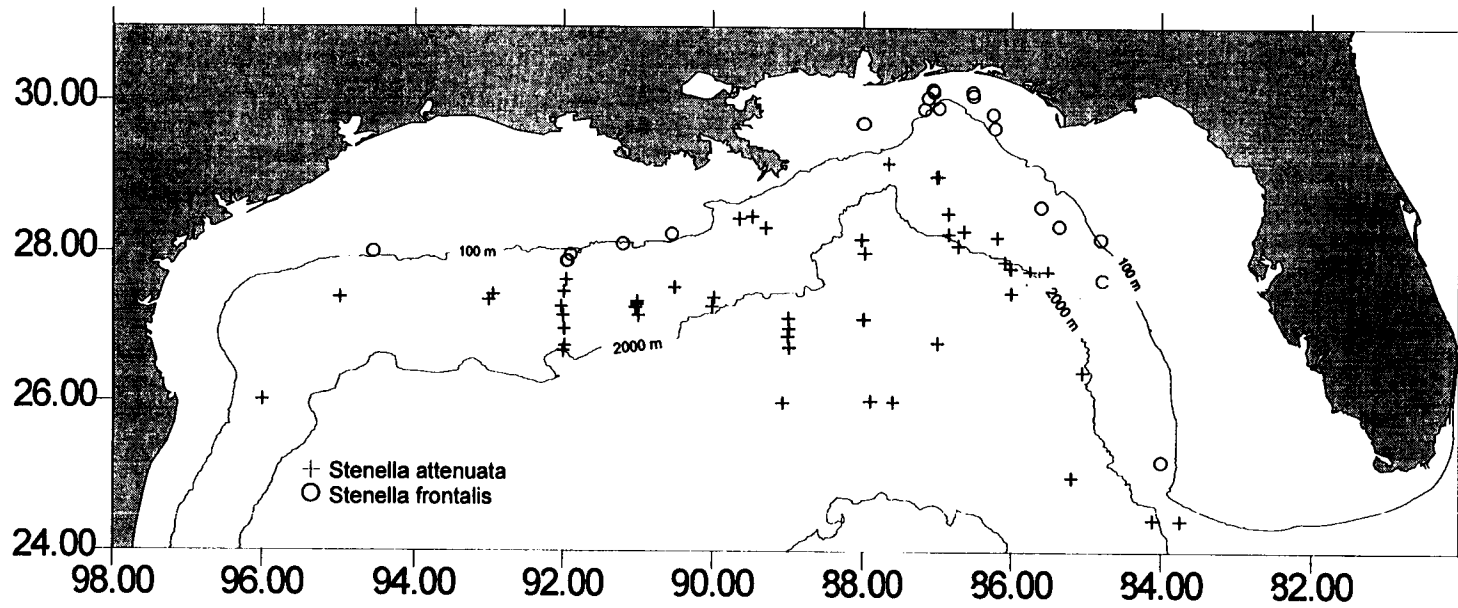 30.00
28.00
26.00
24.00
100 m
2000 m
2000 m
100 m
+ Stenella attenuata
O Stenella frontalis
98.00 96.00 94.00 92.00 90.00 88.00 86.00 84.00 82.00